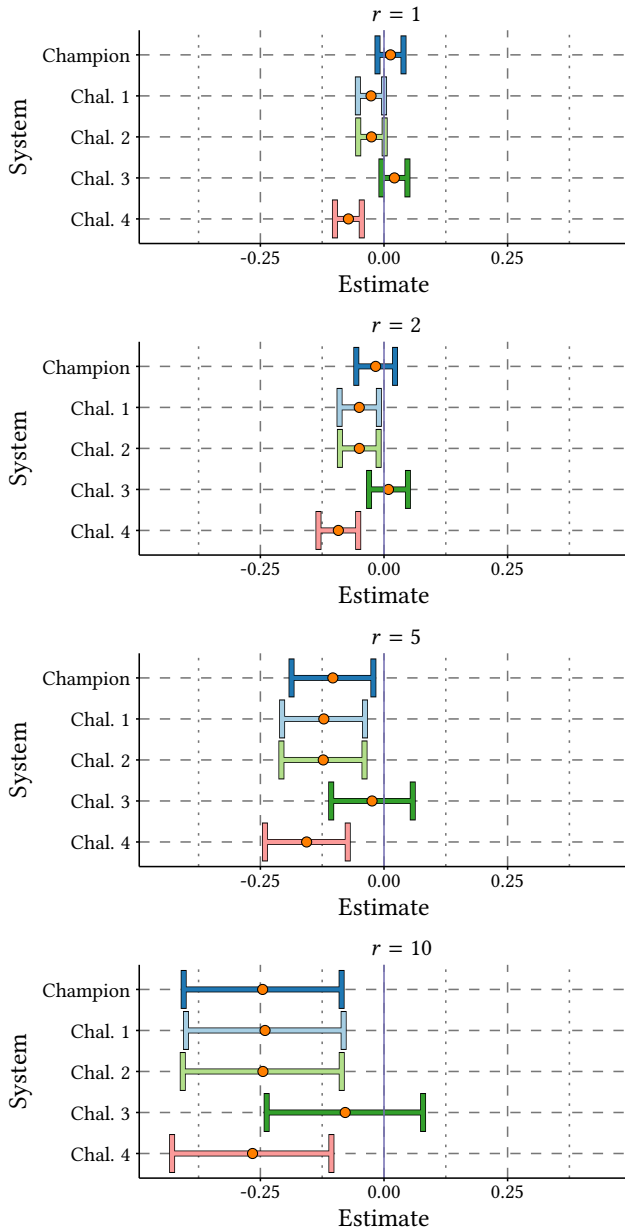 r = 1
System
Champion
Chal. 1
Chal. 2
Chal. 3
Chal. 4
-0.25 0.00 0.25
Estimate
r = 2
System
Champion
Chal. 1
Chal. 2
Chal. 3
Chal. 4
-0.25 0.00 0.25
Estimate
r = 5
System
Champion
Chal. 1
Chal. 2
Chal. 3
Chal. 4
-0.25 0.00 0.25
Estimate
r = 10
System
Champion
Chal. 1
Chal. 2
Chal. 3
Chal. 4
-0.25 0.00 0.25
Estimate